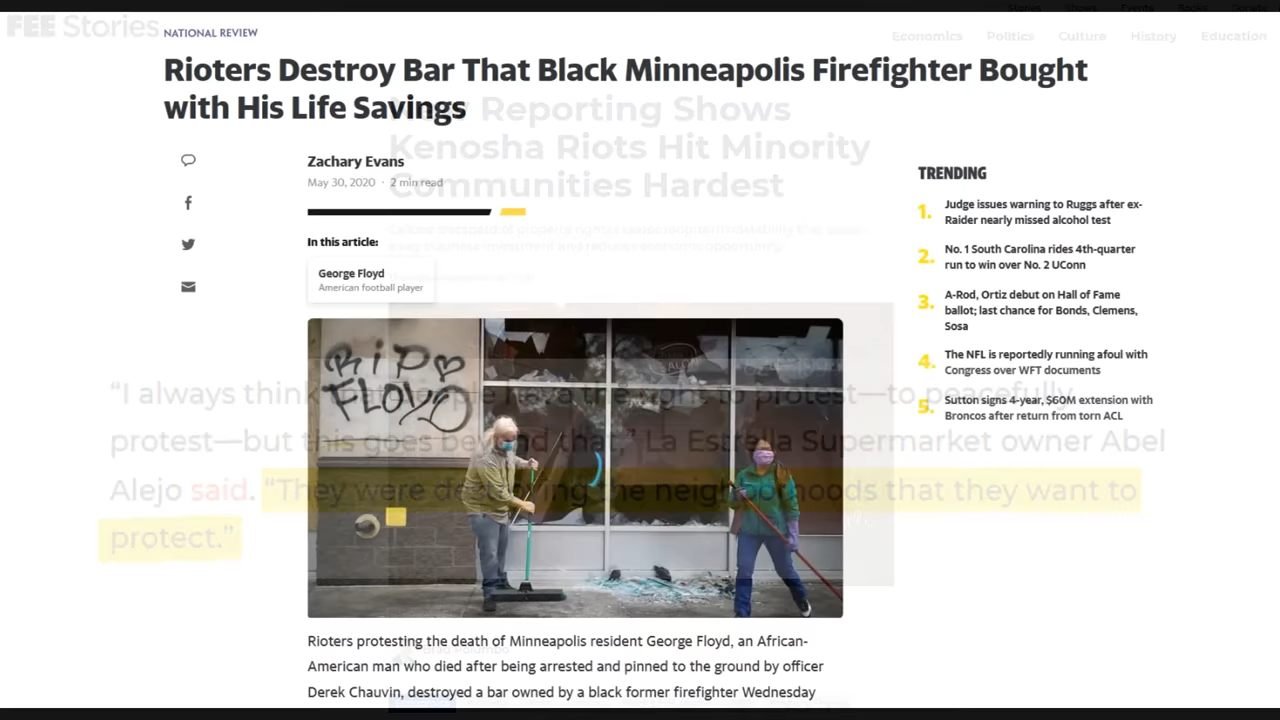 Stories Shows Events Books Donate
FEE Stories
NATIONAL REVIEW
Economics Politics Culture History Education
Rioters Destroy Bar That Black Minneapolis Firefighter Bought
with His Life Savings
Reporting Shows
Kenosha Riots Hit Minority
Communities Hardest
Zachary Evans
May 30, 2020 · 2 min read
In this article:
George Floyd
American football player
TRENDING
1. Judge issues warning to Ruggs after ex-
Raider nearly missed alcohol test
2. No. 1 South Carolina rides 4th-quarter
run to win over No. 2 UConn
3. A-Rod, Ortiz debut on Hall of Fame
ballot; last chance for Bonds, Clemens,
Sosa
4. The NFL is reportedly running afoul with
Congress over WFT documents
5. Sutton signs 4-year, $60M extension with
Broncos after return from torn ACL
RIP
FLOYD
“I always think that people have the right to protest—to peacefully
protest—but this goes beyond that,” La Estrella Supermarket owner Abel
Alejo said. “They were destroying the neighborhoods that they want to
protect.”
Rioters protesting the death of Minneapolis resident George Floyd, an African-
American man who died after being arrested and pinned to the ground by officer
Derek Chauvin, destroyed a bar owned by a black former firefighter Wednesday